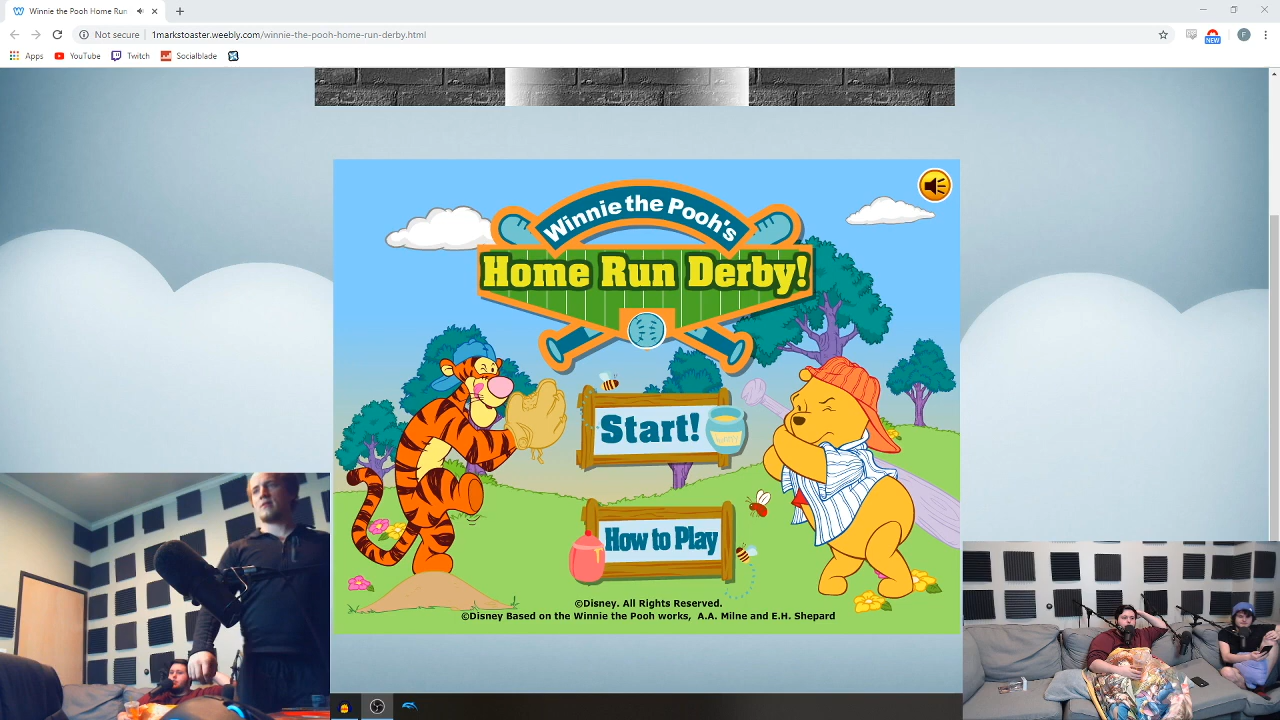 Winnie the Pooh Home Run
Not secure
1markstoaster.weebly.com/winnie-the-pooh-home-run-derby.html
NEW
F
Apps
YouTube
Twitch
Socialblade
Winnie the Pooh's
Home Run Derby!
Start!
How to Play
©Disney. All Rights Reserved.
©Disney Based on the Winnie the Pooh works, A.A. Milne and E.H. Shepard